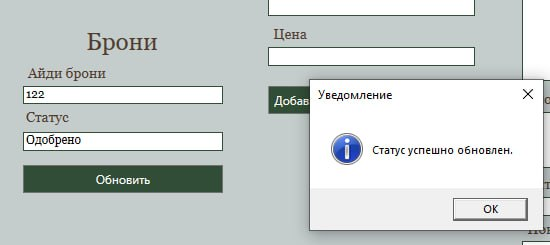 Брони
Айди брони
122
Статус
Одобрено
Обновить
Цена
Добав
Уведомление
Статус успешно обновлен.
OK